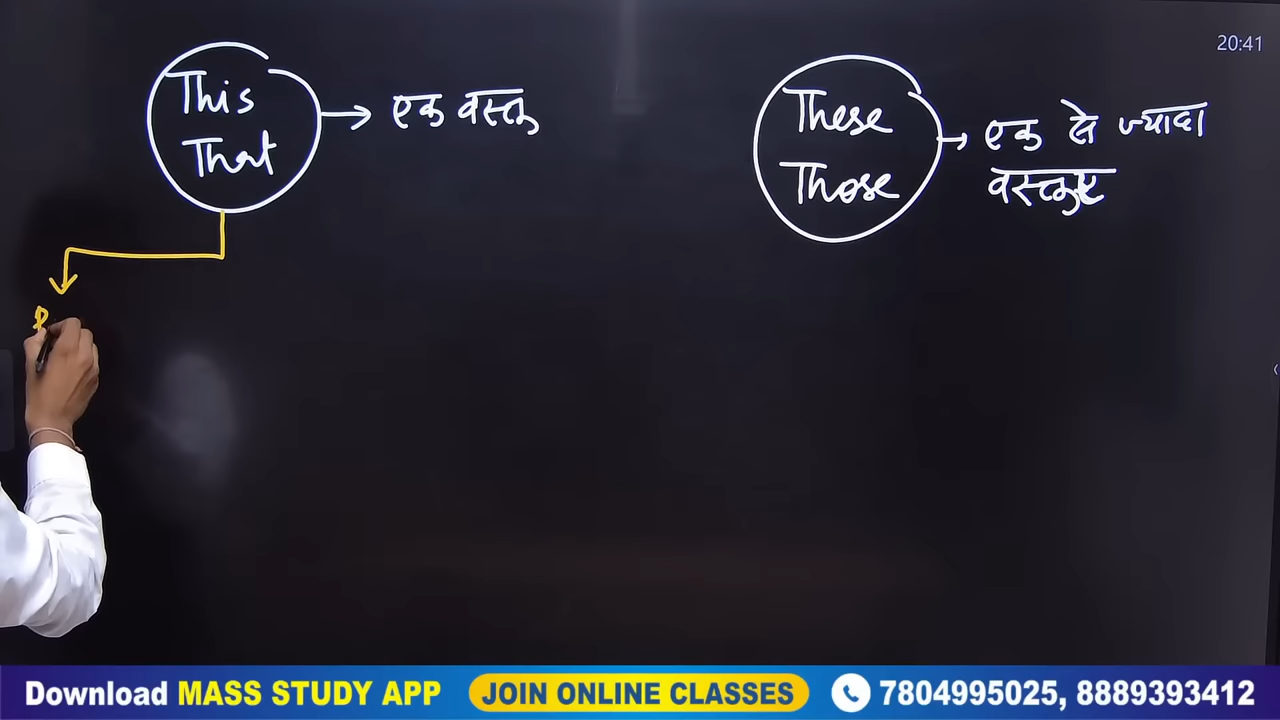 20:41
This
That
एक वस्तु
These
Those
एक से ज्यादा
वस्तुए
Download MASS STUDY APP JOIN ONLINE CLASSES 7804995025, 8889393412